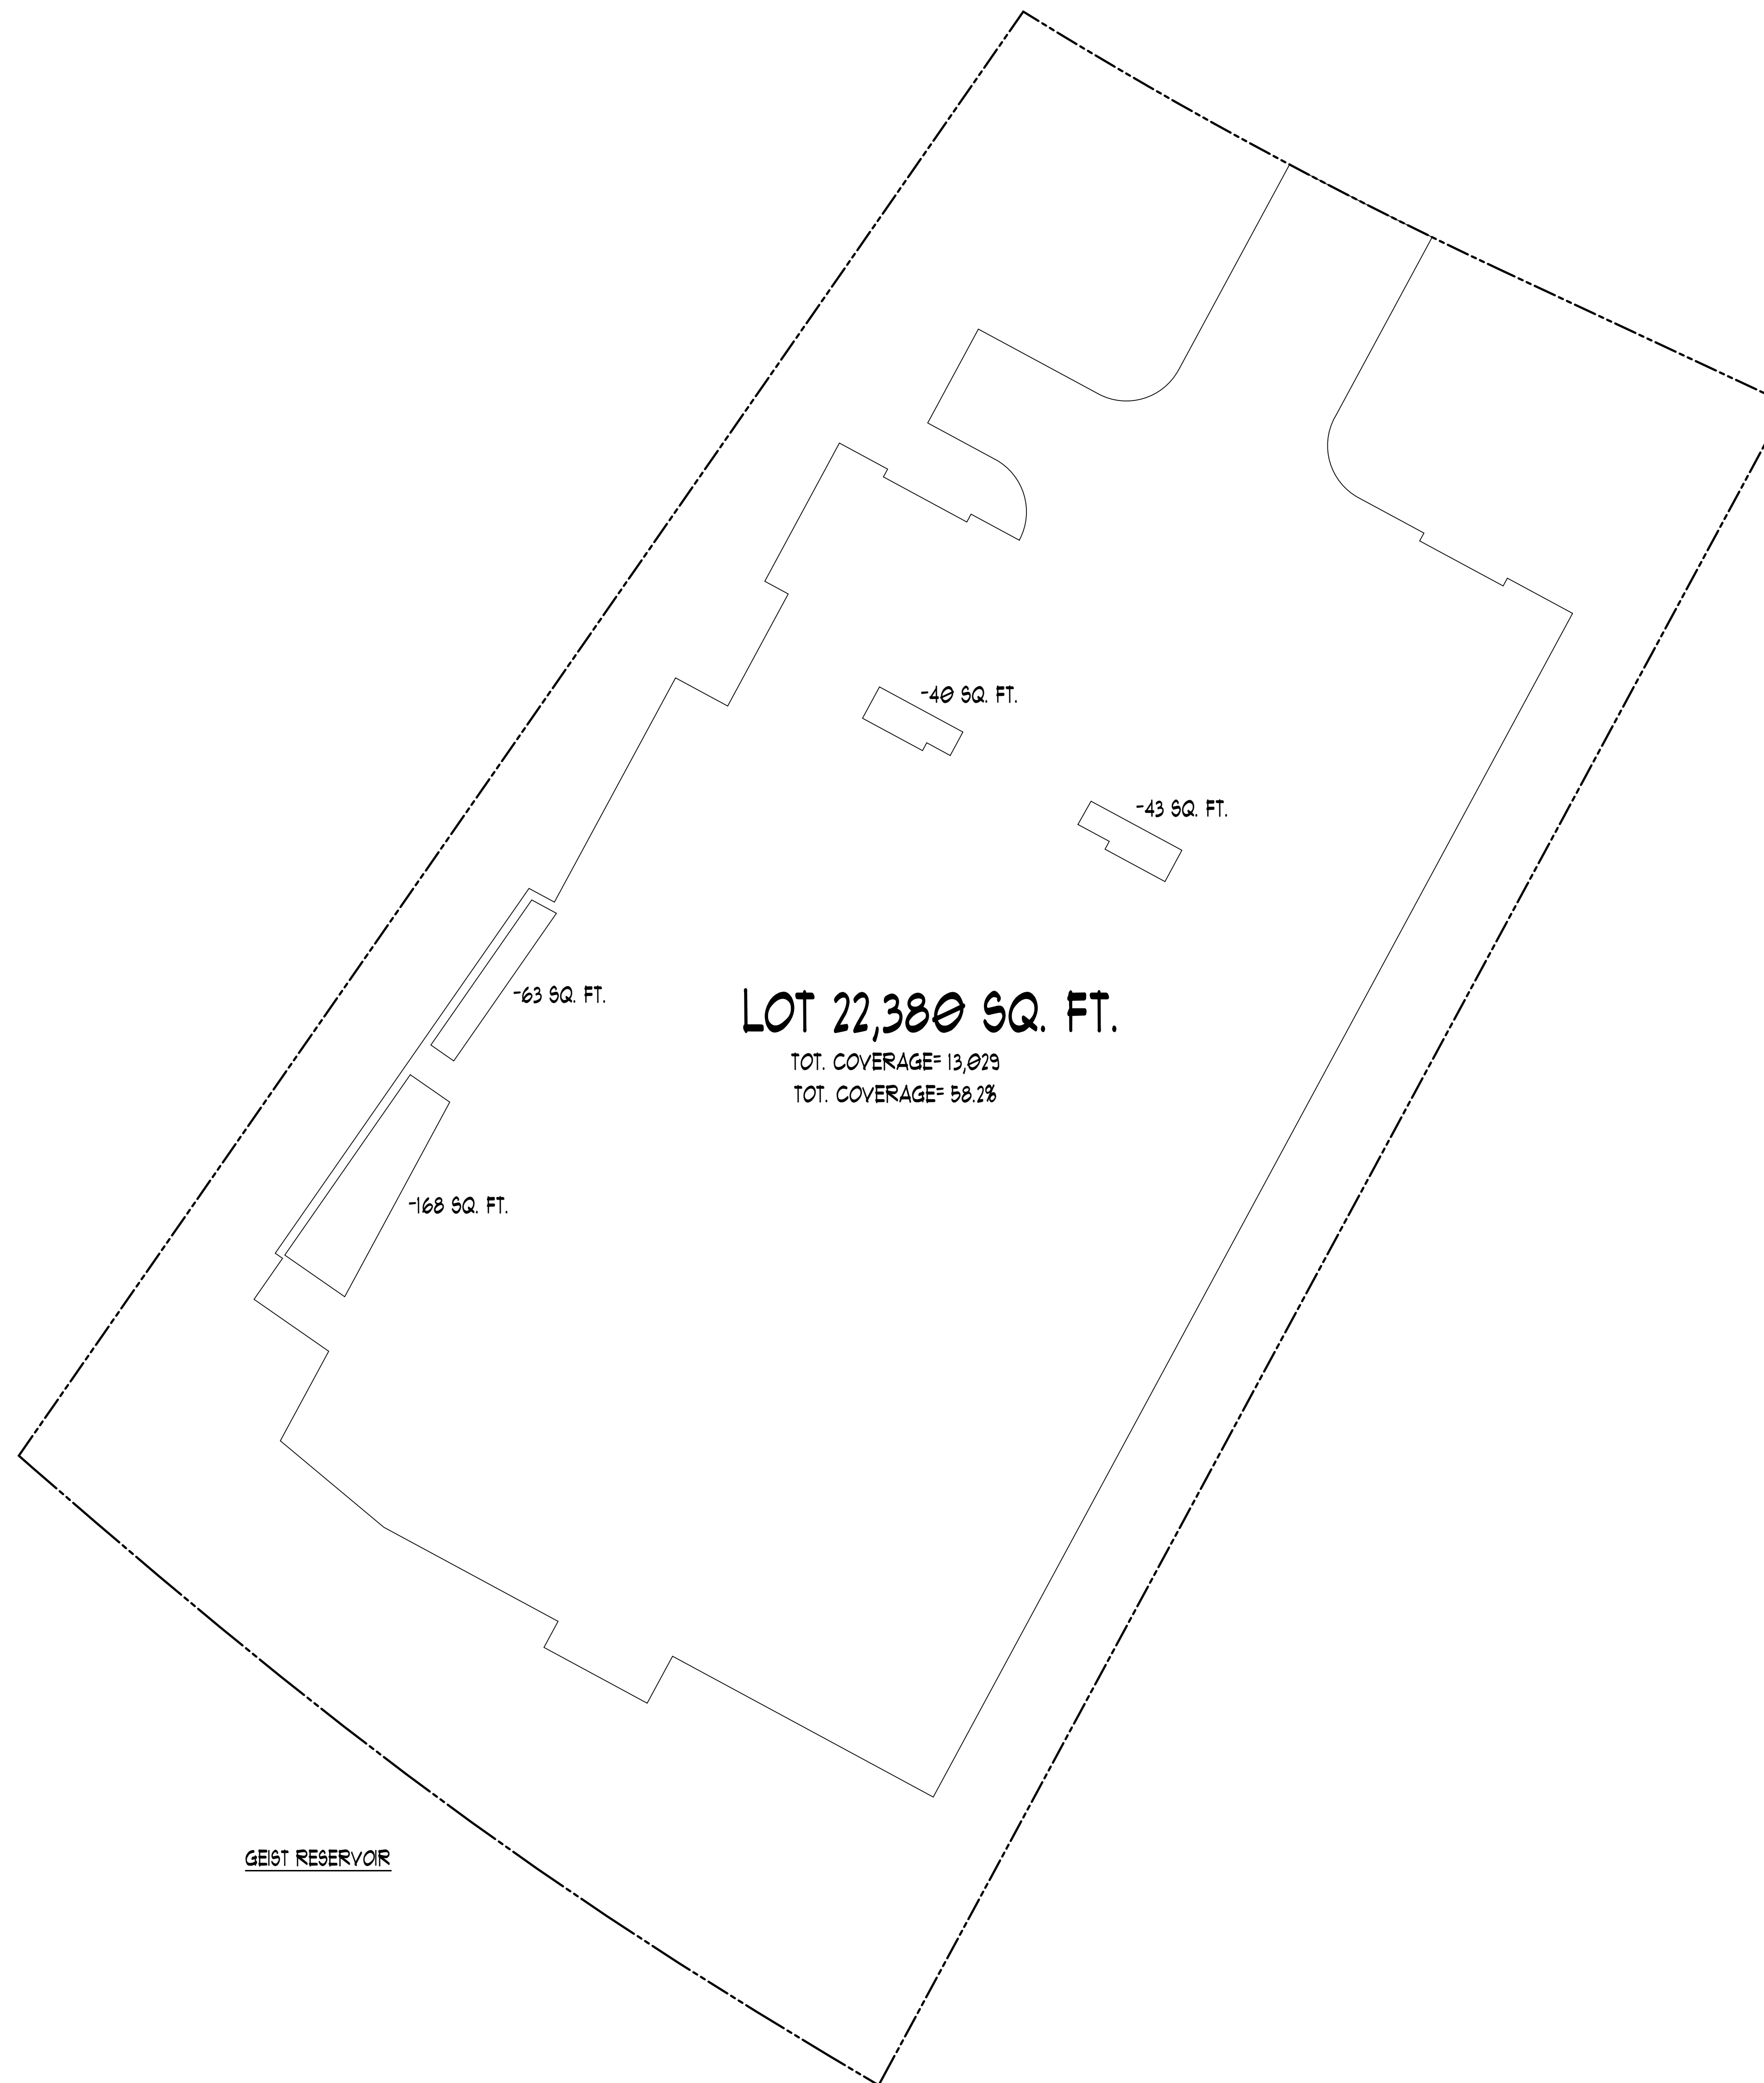 -40 SQ. FT.
-43 SQ. FT.
-63 SQ. FT.
LOT 22,380 SQ. FT.
TOT. COVERAGE= 13,029
TOT. COVERAGE= 58.2%
-168 SQ. FT.
GEIST RESERVOIR